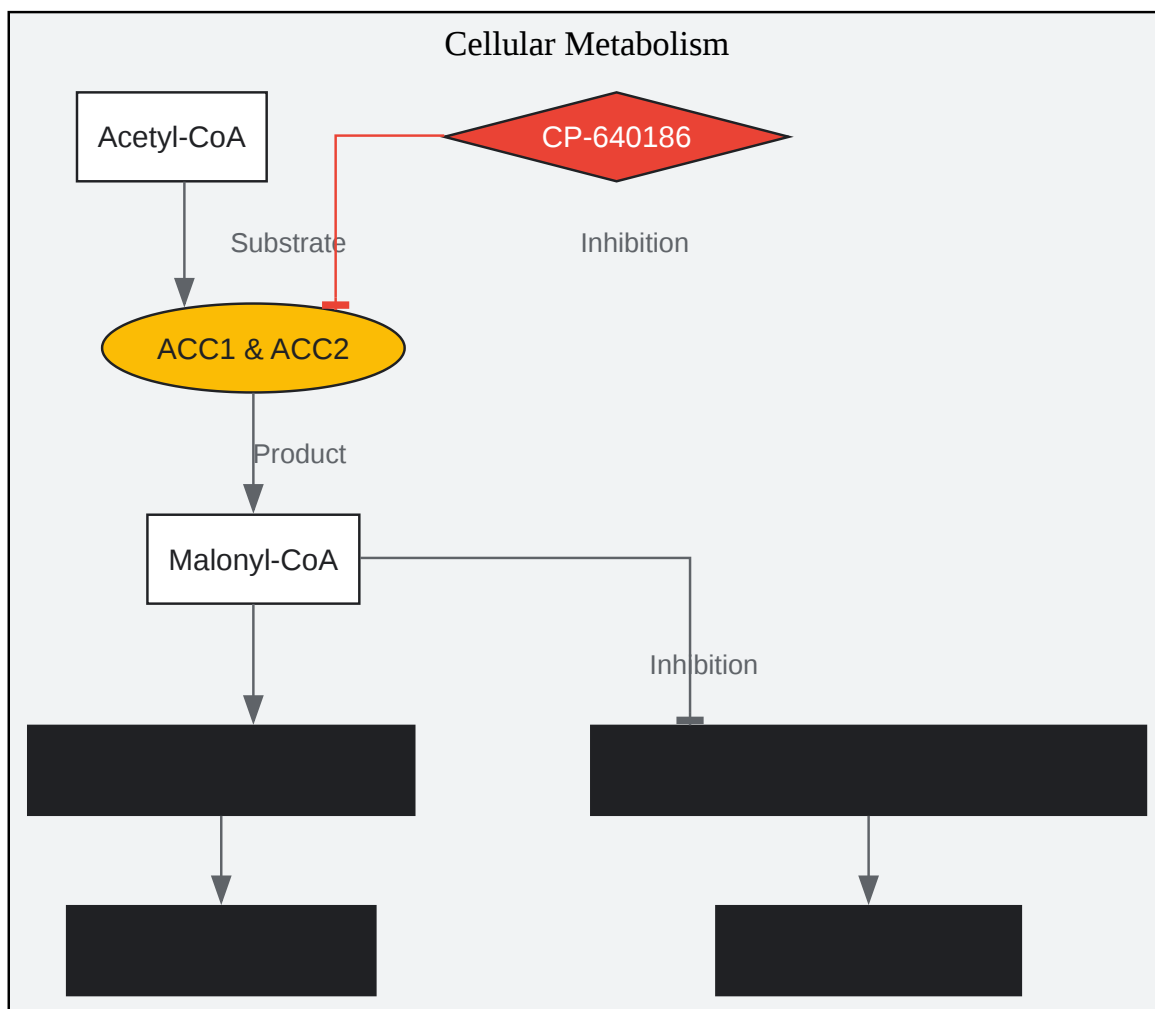 Cellular Metabolism
Acetyl-CoA
CP-640186
Substrate
Inhibition
ACC1 & ACC2
Product
Malonyl-CoA
Inhibition